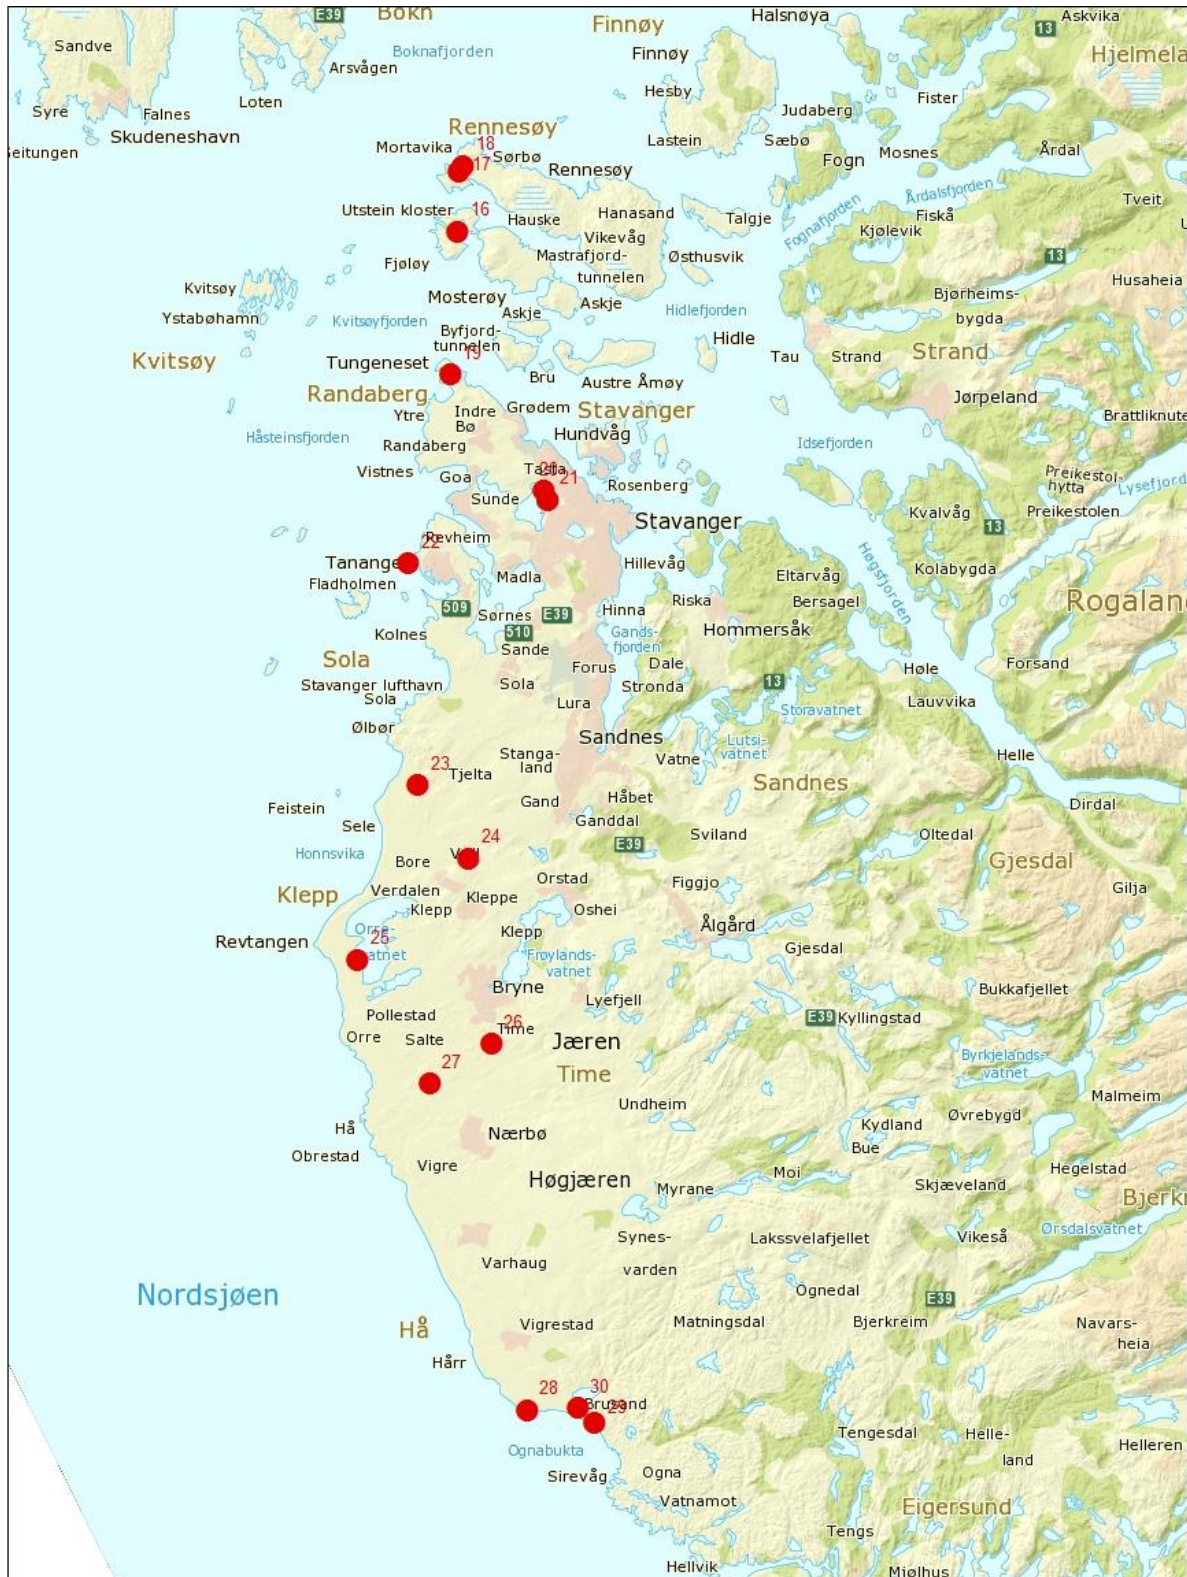 Bokn
E39
Finnøy
Halsnøya
Askvika
13
Sandve
Boknafjorden
Finnøy
Hjelmela
Arsvågen
Hesby
Fister
Loten
Judaberg
Syre
Falnes
Skudeneshavn
Rennesøy
Lastein
Sæbø
Mosnes
Årdal
Geitungen
Mortavika
18
Sørbø
Fogn
17
Rennesøy
Årdalsfjorden
Tveit
Utstein kloster
16
Hauske
Hanasand
Talgje
Fognafjorden
Fiskå
Kjølevik
Vikevåg
Fjøløy
Mastrafjord-
tunnelen
Østhusvik
13
Husaheia
Kvitsøy
Mosterøy
Askje
Askje
Hidlefjorden
Bjørheims-
bygda
Ystabøhamn
Kvitsøyfjorden
Byfjord-
tunnelen
Hidle
Kvitsøy
Tungeneset
19
Tau
Strand
Strand
Bru
Austre Åmøy
Randaberg
Jørpeland
Ytre
Indre
Bø
Grødem
Stavanger
Brattliknute
Håsteinsfjorden
Randaberg
Hundvåg
Idsefjorden
Vistnes
Goa
Tasta
20
21
Rosenberg
Preikestol-
hytta
Lysefjord
Sunde
Stavanger
Kvalvåg
Preikestolen
13
Revheim
22
Tanange
Hillevåg
Høgsfjorden
Kolabygda
Fladholmen
Madla
Eltarvåg
509
Riska
Bersagel
Rogaland
Sørnes
E39
Hinna
Kolnes
510
Gands-
fjorden
Hommersåk
Sande
Sola
Forus
Dale
Høle
Forsand
Stavanger lufthavn
Sola
Stronda
13
Sola
Lura
Storavatnet
Lauvvika
Ølbør
Sandnes
Lutsi-
vatnet
Stanga-
land
Vatne
Helle
23
Tjelta
Sandnes
Feistein
Gand
Håbet
Dirdal
Sele
Ganddal
Sviland
Oltedal
24
E39
Honnsvika
Bore
Gjesdal
Orstad
Figgjo
Klepp
Verdalen
Kleppe
Gilja
Klepp
Oshei
Ålgård
Revtangen
Orre-
vatnet
25
Klepp
Gjesdal
Frøylands-
vatnet
Bryne
Lyefjell
Bukkafjellet
Pollestad
26
Time
E39
Kyllingstad
Orre
Salte
Jæren
27
Time
Byrkjelands-
vatnet
Undheim
Malmeim
Øvrebygd
Hå
Nærbø
Kydland
Obrestad
Bue
Vigre
Høgjæren
Moi
Hegelstad
Myrane
Skjæveland
Bjerkr
Synes-
varden
Lakssvelafjellet
Vikeså
Ørsdalsvatnet
Varhaug
Nordsjøen
Ognedal
E39
Hå
Vigrestad
Matningsdal
Bjerkreim
Navars-
heia
Hårr
28
30
Brusand
29
Tengesdal
Helle-
land
Helleren
Ognabukta
Sirevåg
Ogna
Vatnamot
Eigersund
Tengs
Hellvik
Mjølhus